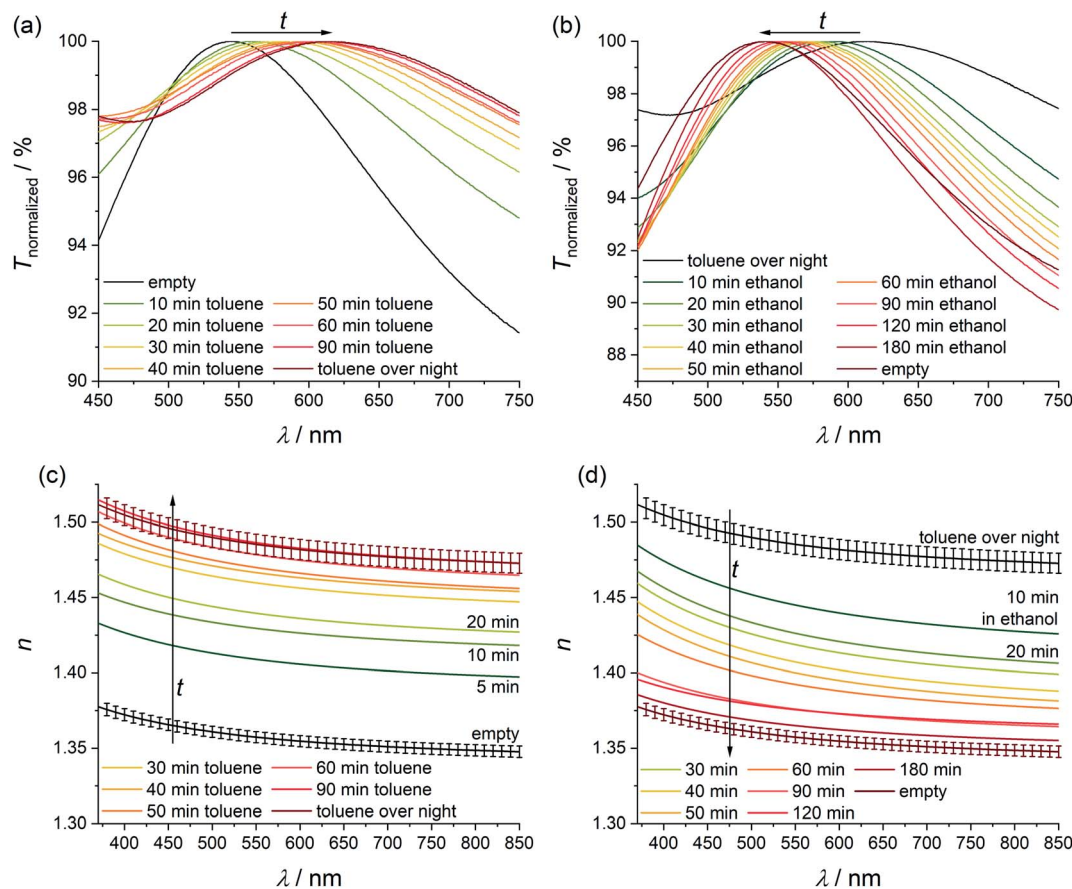 (a)
t
100
98
96
94
92
90
T normalized / %
empty
10 min toluene
20 min toluene
30 min toluene
40 min toluene
50 min toluene
60 min toluene
90 min toluene
toluene over night
450 500 550 600 650 700 750
λ / nm
(b)
t
100
98
96
94
92
90
88
T normalized / %
toluene over night
10 min ethanol
20 min ethanol
30 min ethanol
40 min ethanol
50 min ethanol
60 min ethanol
90 min ethanol
120 min ethanol
180 min ethanol
empty
450 500 550 600 650 700 750
λ / nm
(c)
1.50
1.45
1.40
1.35
1.30
n
t
20 min
10 min
5 min
empty
30 min toluene
40 min toluene
50 min toluene
60 min toluene
90 min toluene
toluene over night
400 450 500 550 600 650 700 750 800 850
λ / nm
(d)
1.50
1.45
1.40
1.35
1.30
n
t
toluene over night
10 min
in ethanol
20 min
30 min
40 min
50 min
60 min
90 min
120 min
180 min
empty
400 450 500 550 600 650 700 750 800 850
λ / nm